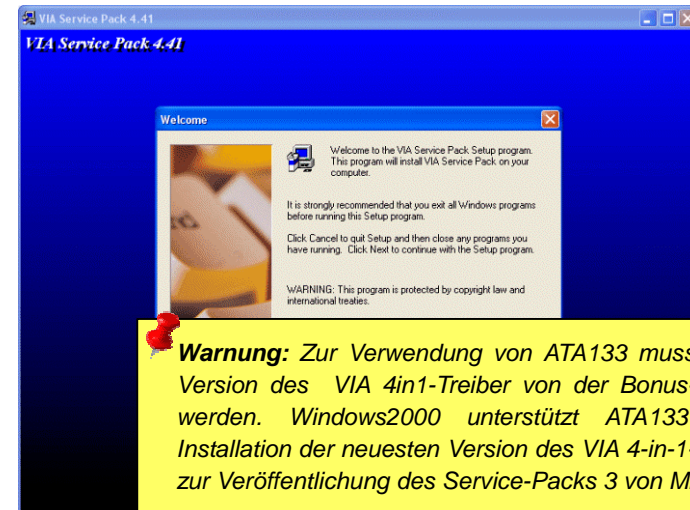 VIA Service Pack 4.41
VIA Service Pack 4.41
Welcome
Welcome to the VIA Service Pack Setup program.
This program will install VIA Service Pack on your
computer.
It is strongly recommended that you exit all Windows programs
before running this Setup program.
Click Cancel to quit Setup and then close any programs you
have running. Click Next to continue with the Setup program.
WARNING: This program is protected by copyright law and
international treaties.
Warnung: Zur Verwendung von ATA133 muss
Version des VIA 4in1-Treiber von der Bonus-
werden. Windows2000 unterstützt ATA133
Installation der neuesten Version des VIA 4-in-1-
zur Veröffentlichung des Service-Packs 3 von